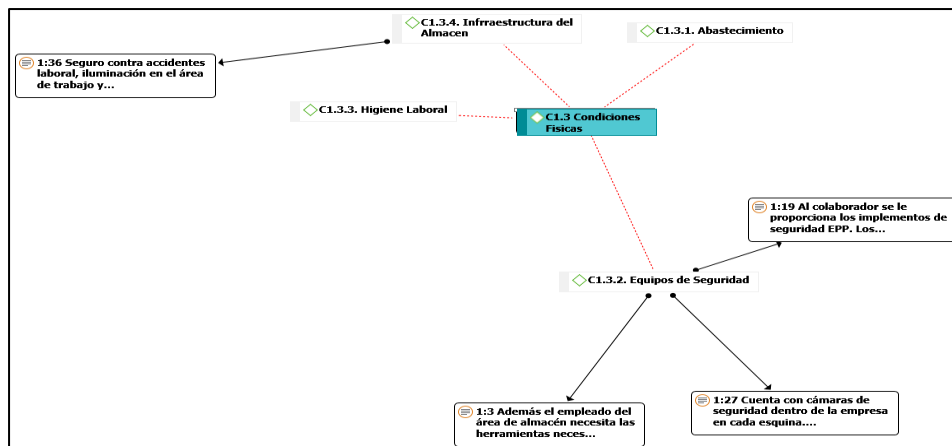 C1.3.4. Infrraestructura del
Almacen
C1.3.1. Abastecimiento
1:36 Seguro contra accidentes
laboral, iluminación en el área
de trabajo y...
C1.3.3. Higiene Laboral
C1.3 Condiciones
Fisicas
1:19 Al colaborador se le
proporciona los implementos de
seguridad EPP. Los...
C1.3.2. Equipos de Seguridad
1:3 Además el empleado del
área de almacén necesita las
herramientas neces...
1:27 Cuenta con cámaras de
seguridad dentro de la empresa
en cada esquina....